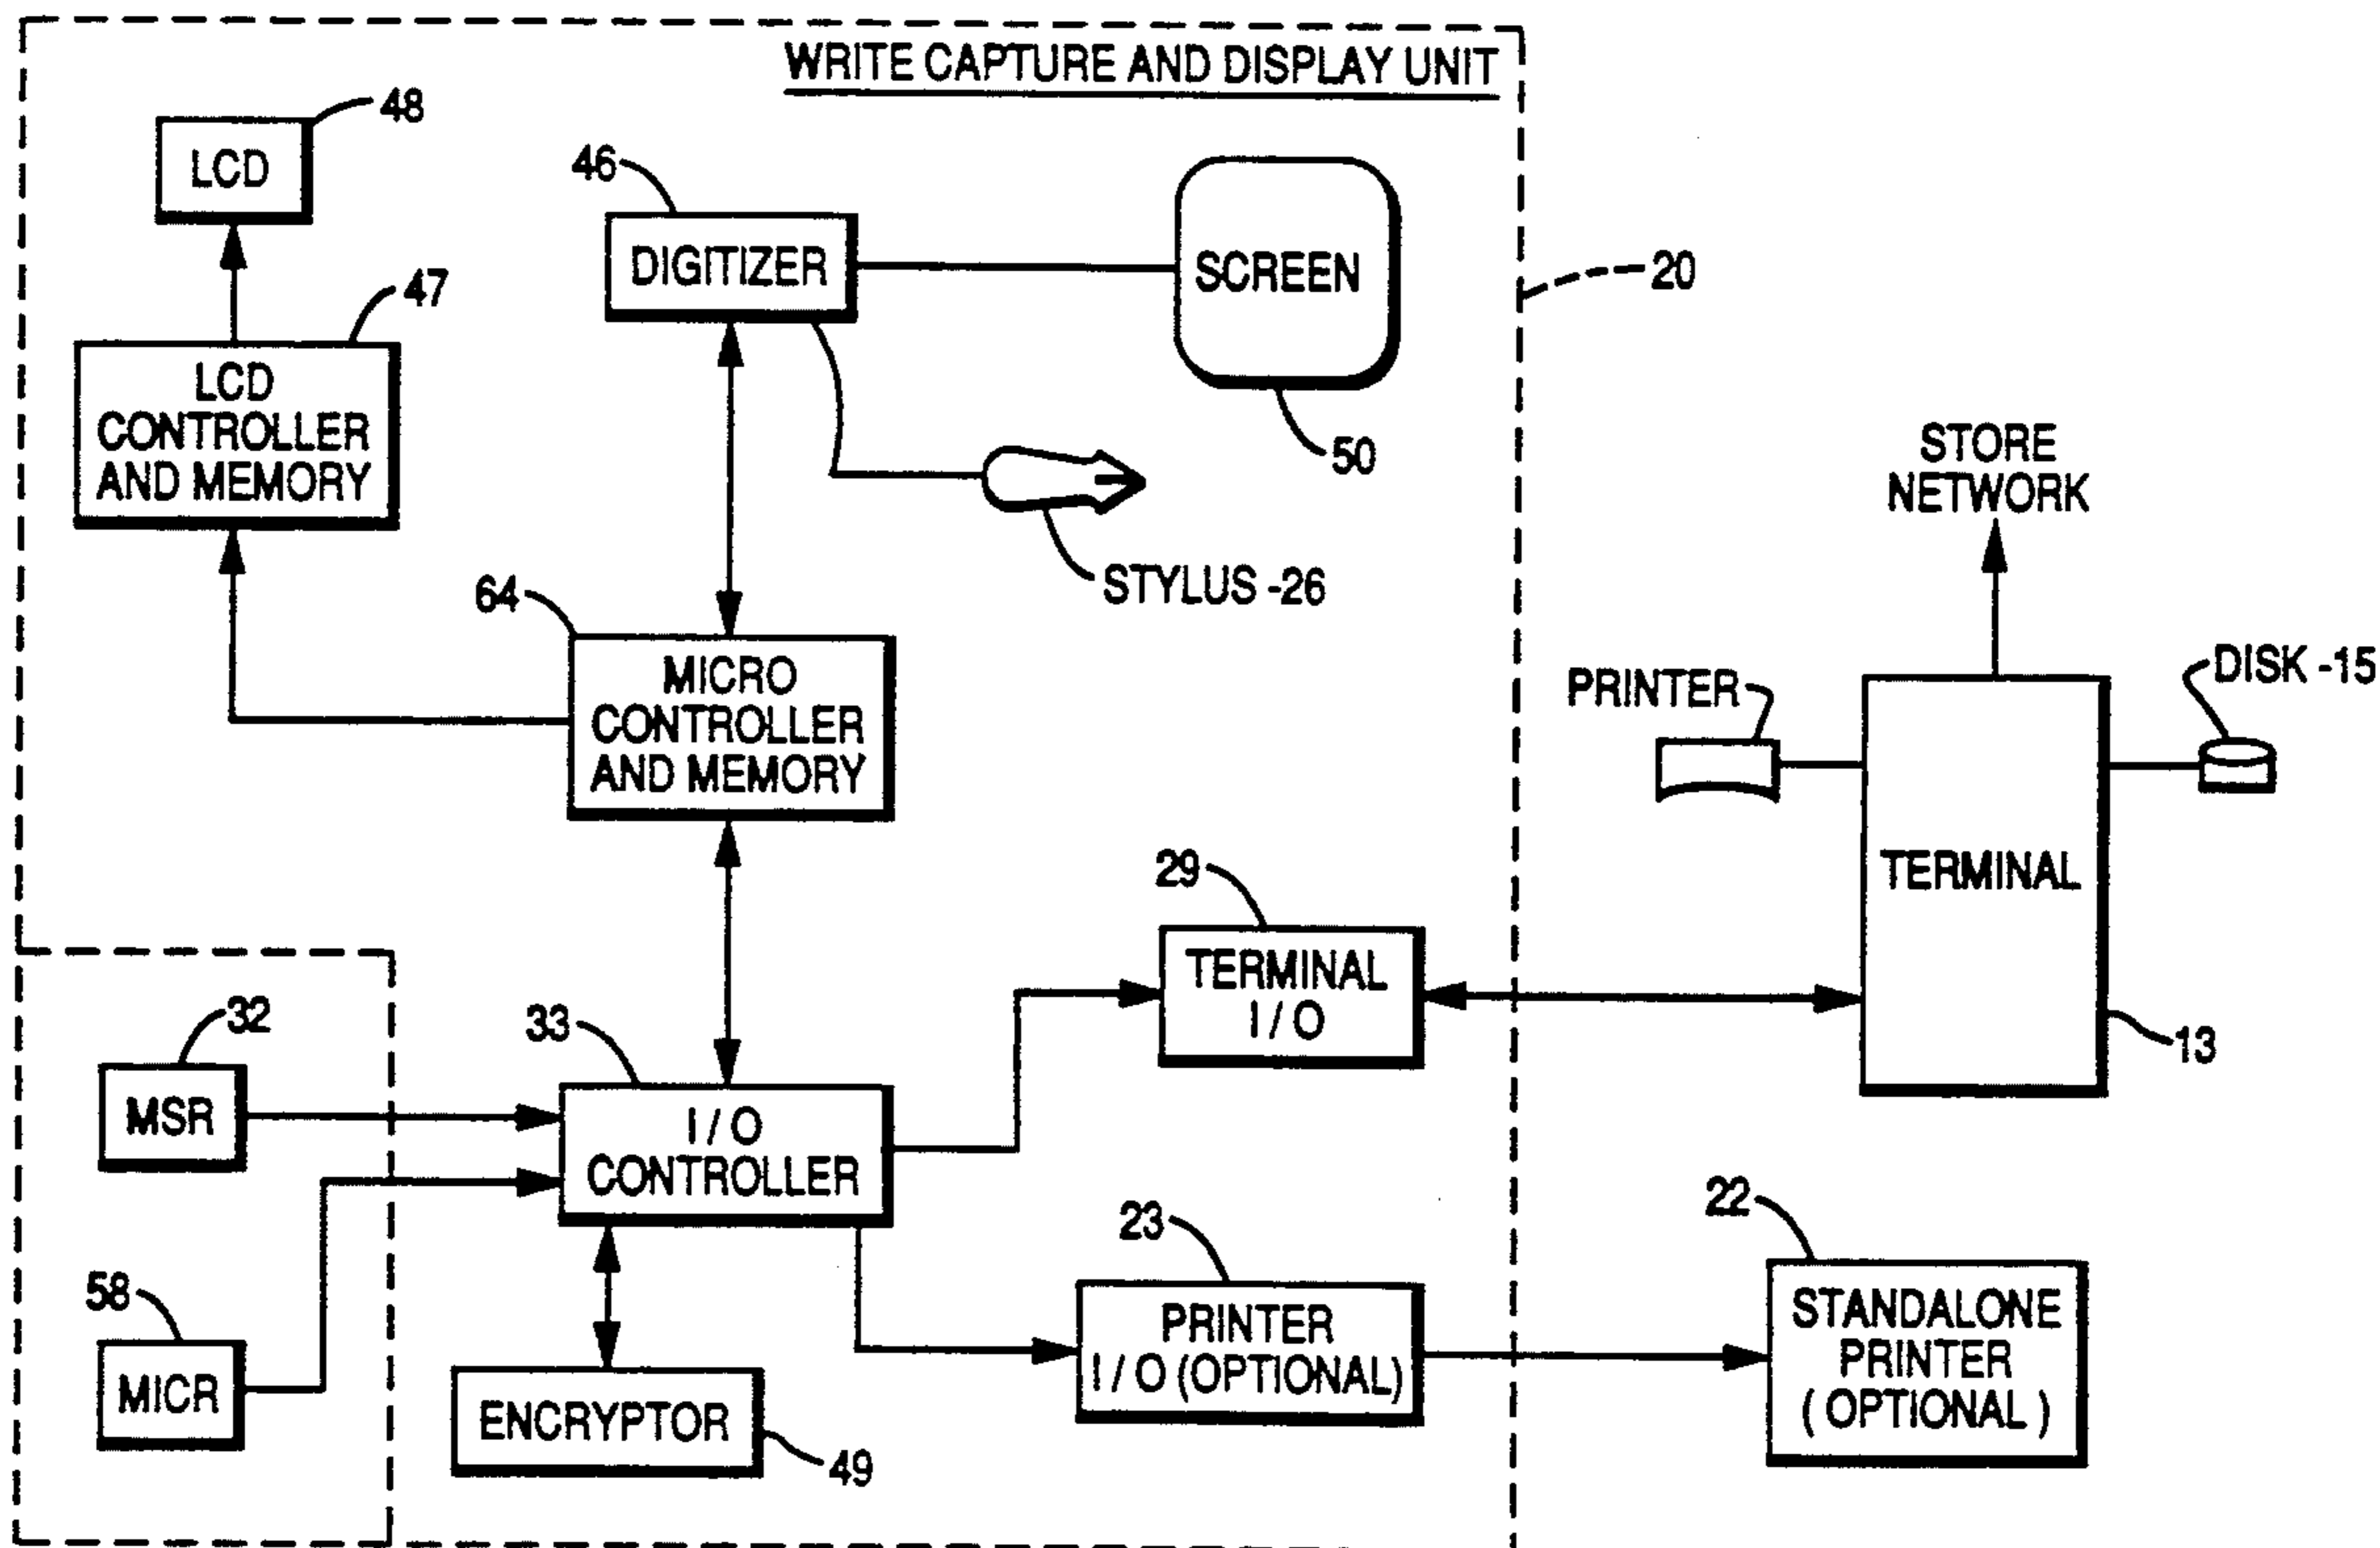 WRITE CAPTURE AND DISPLAY UNIT
48
LCD
46
DIGITIZER
SCREEN
20
47
LCD
CONTROLLER
AND MEMORY
50
STYLUS -26
STORE
NETWORK
64
MICRO
CONTROLLER
AND MEMORY
PRINTER
DISK -15
TERMINAL
13
29
TERMINAL
I / O
32
MSR
33
I / O
CONTROLLER
58
MICR
ENCRYPTOR
49
23
PRINTER
I / O (OPTIONAL)
22
STANDALONE
PRINTER
( OPTIONAL )